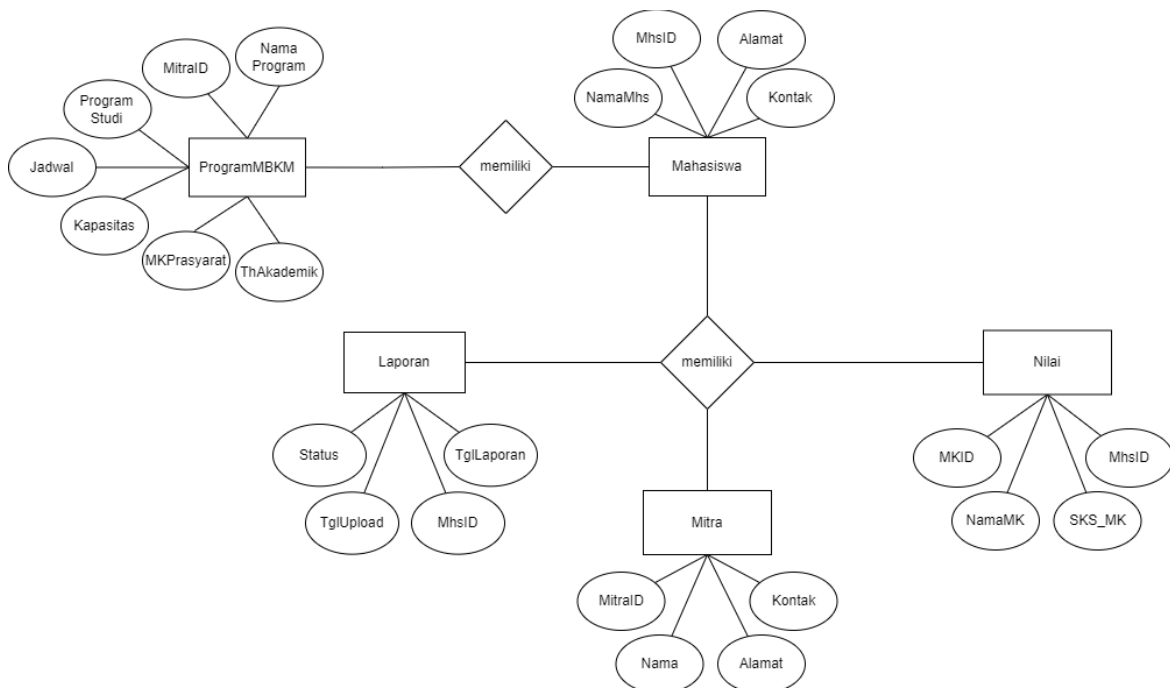 Nama
Program
MitraID
Program
Studi
Jadwal
ProgramMBKM
Kapasitas
MKPrasyarat
ThAkademik
memiliki
MhsID
Alamat
NamaMhs
Kontak
Mahasiswa
Laporan
memiliki
Nilai
Status
TglLaporan
TglUpload
MhsID
Mitra
MitraID
Kontak
Nama
Alamat
MKID
MhsID
NamaMK
SKS_MK